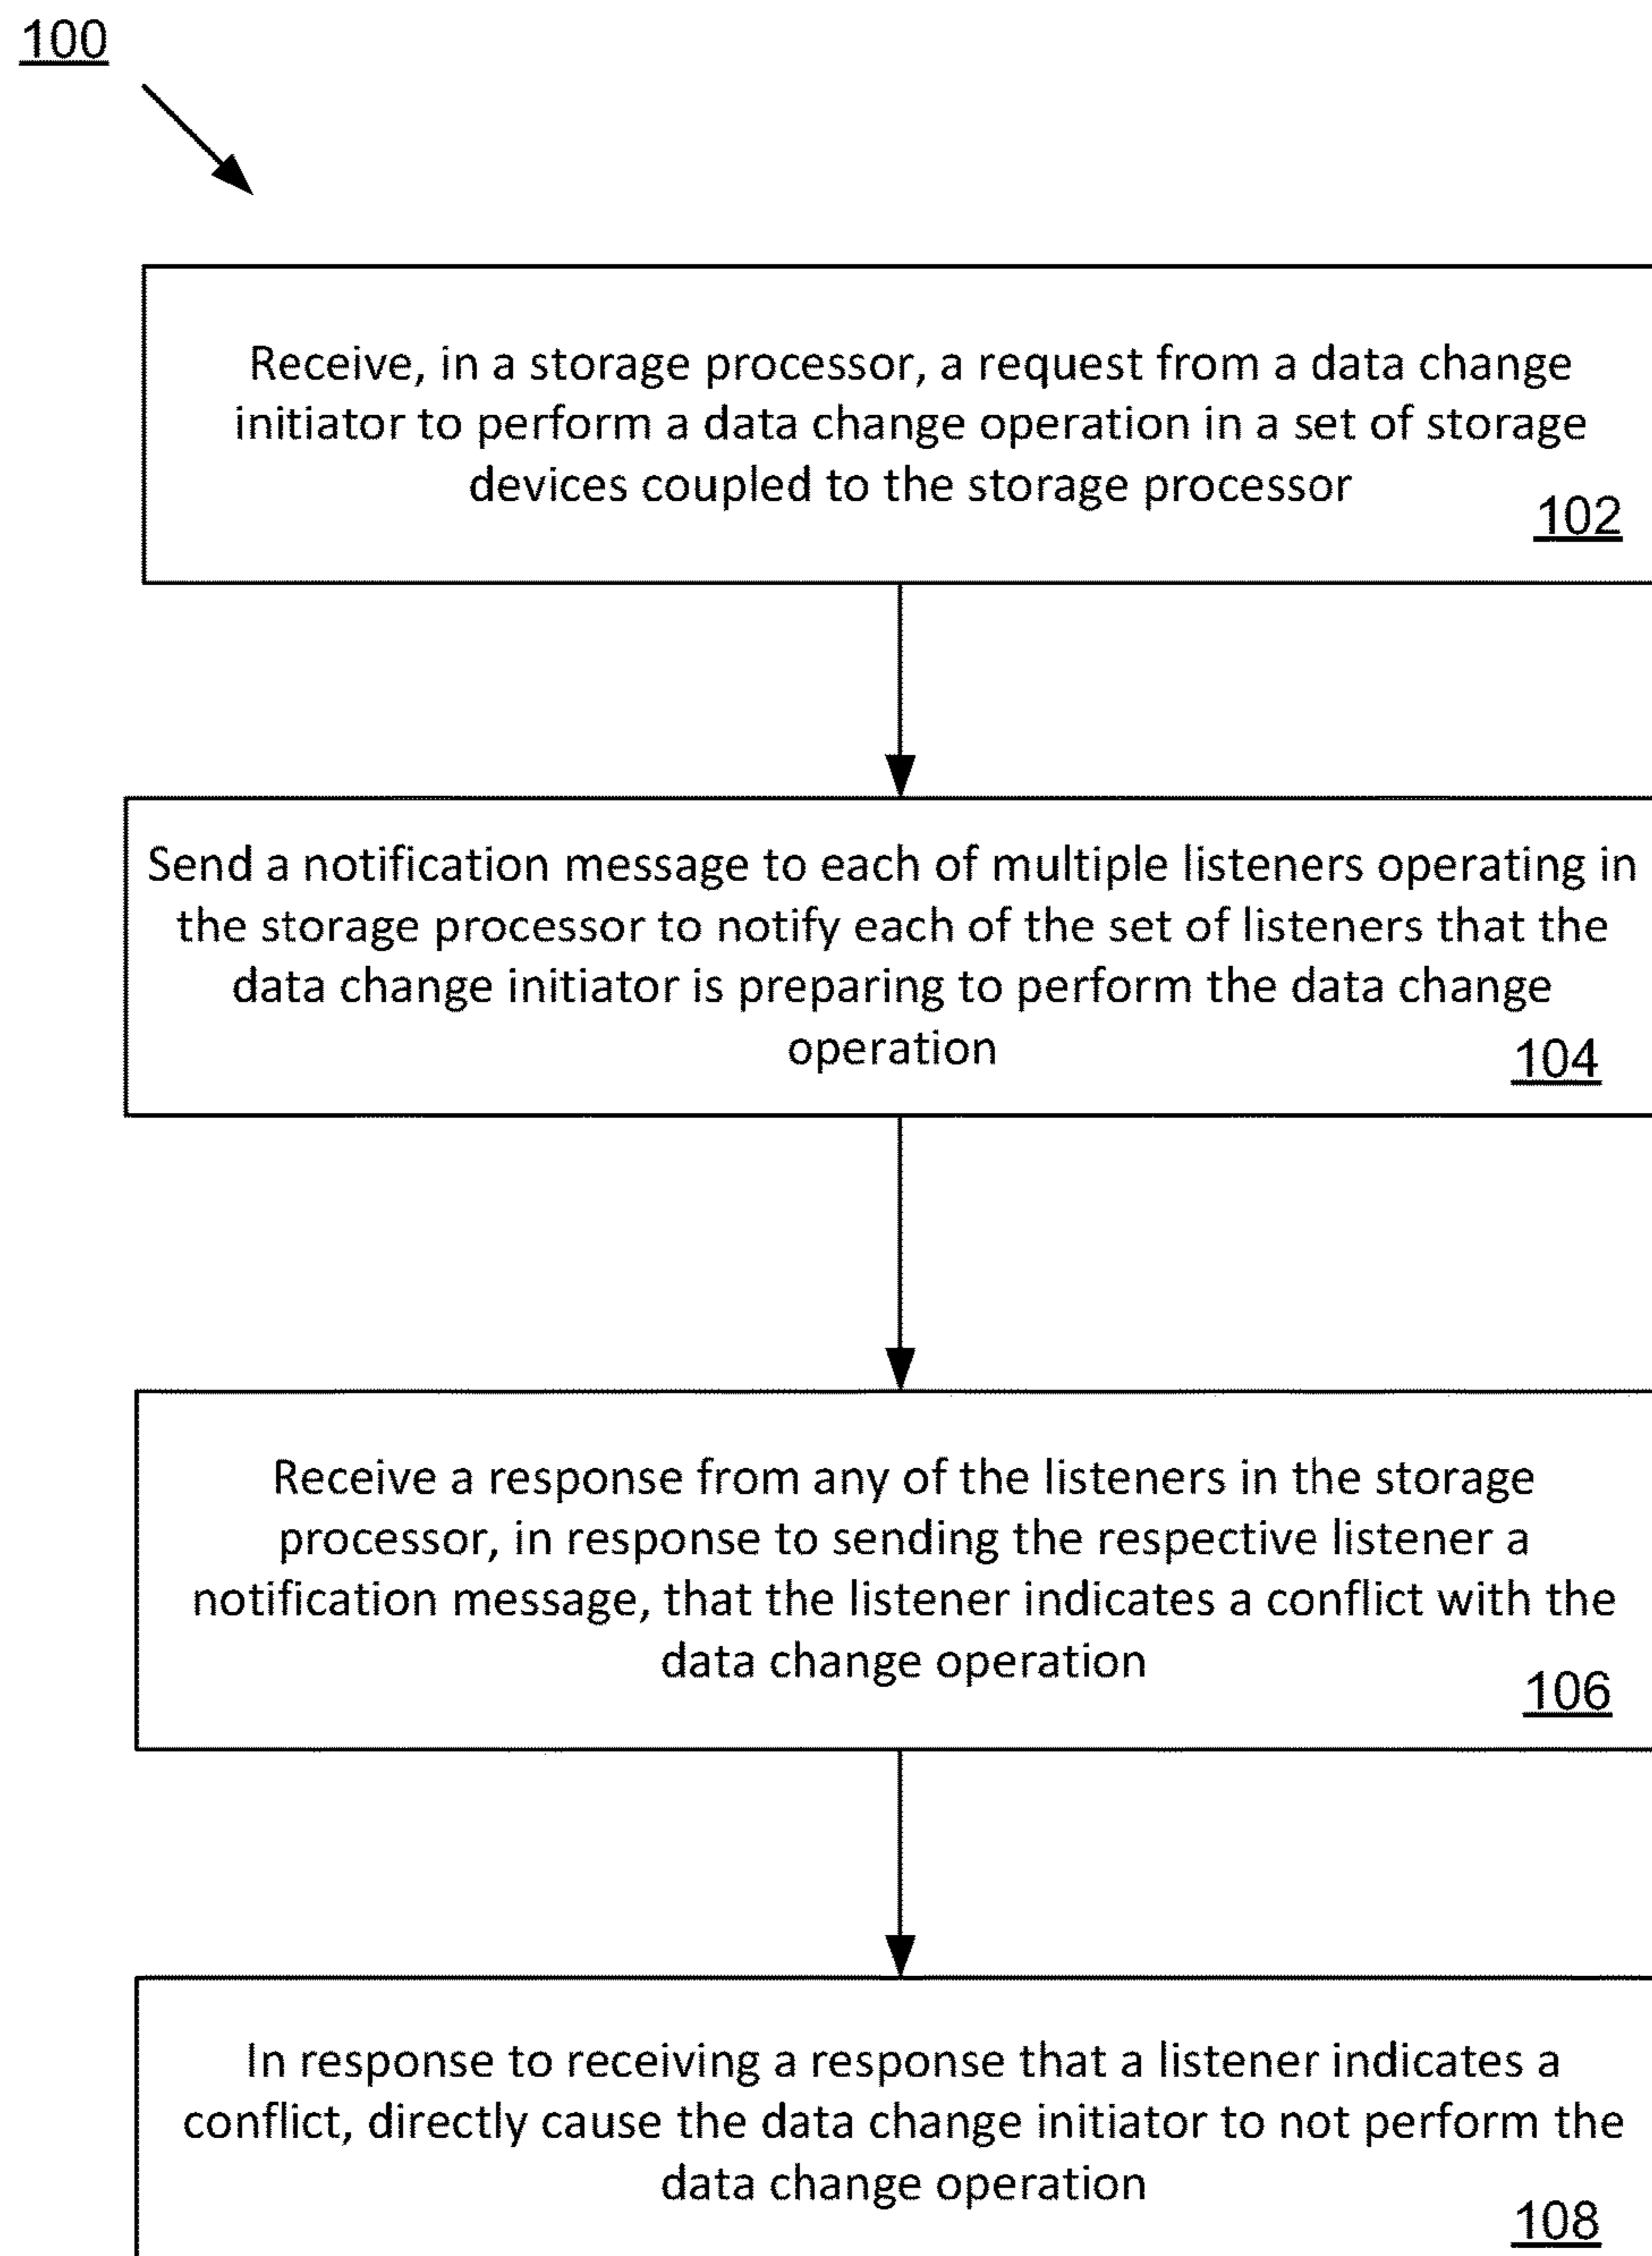 100
Receive, in a storage processor, a request from a data change
initiator to perform a data change operation in a set of storage
devices coupled to the storage processor
102
Send a notification message to each of multiple listeners operating in
the storage processor to notify each of the set of listeners that the
data change initiator is preparing to perform the data change
operation
104
Receive a response from any of the listeners in the storage
processor, in response to sending the respective listener a
notification message, that the listener indicates a conflict with the
data change operation
106
In response to receiving a response that a listener indicates a
conflict, directly cause the data change initiator to not perform the
data change operation
108